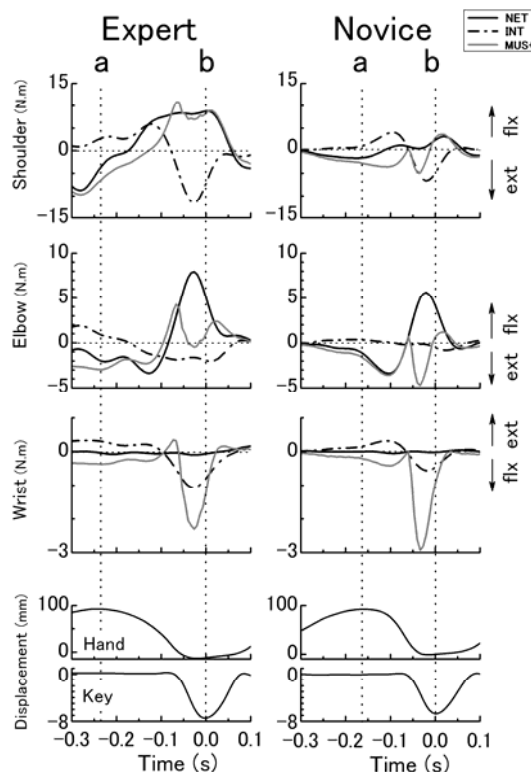 Expert
Novice
NET
INT
MUS
a
b
a
b
Shoulder (N.m)
15
0
-15
15
0
-15
flx
ext
Elbow (N.m)
10
5
0
-5
10
5
0
-5
flx
ext
Wrist (N.m)
0
-3
0
-3
ext
flx
Displacement (mm)
100
0
Hand
100
0
0
-8
Key
0
-8
-0.3 -0.2 -0.1 0.0 0.1
-0.3 -0.2 -0.1 0.0 0.1
Time (s)
Time (s)